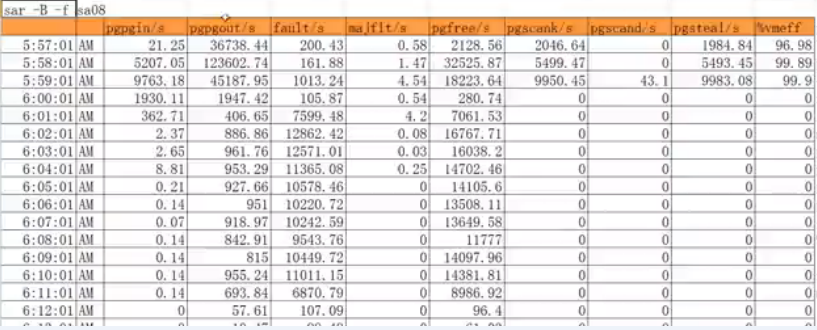 sar -B -f sa08
pgpgin/s pgpgout/s fault/s majflt/s pgfree/s pgscank/s pgscand/s pgsteal/s %vmeff
5:57:01 AM 21.25 36738.44 200.43 0.58 2128.56 2046.64 0 1984.84 96.98
5:58:01 AM 5207.05 123602.74 161.88 1.47 32525.87 5499.47 0 5493.45 99.89
5:59:01 AM 9763.18 45187.95 1013.24 4.54 18223.64 9950.45 43.1 9983.08 99.9
6:00:01 AM 1930.11 1947.42 105.87 0.54 280.74 0 0 0 0
6:01:01 AM 362.71 406.65 7599.48 4.2 7061.53 0 0 0 0
6:02:01 AM 2.37 886.86 12862.42 0.08 16767.71 0 0 0 0
6:03:01 AM 2.65 961.76 12571.01 0.03 16038.2 0 0 0 0
6:04:01 AM 8.81 953.29 11365.08 0.25 14702.46 0 0 0 0
6:05:01 AM 0.21 927.66 10578.46 0 14105.6 0 0 0 0
6:06:01 AM 0.14 951 10220.72 0 13508.11 0 0 0 0
6:07:01 AM 0.07 918.97 10242.59 0 13649.58 0 0 0 0
6:08:01 AM 0.14 842.91 9543.76 0 11777 0 0 0 0
6:09:01 AM 0.14 815 10449.72 0 14097.96 0 0 0 0
6:10:01 AM 0.14 955.24 11011.15 0 14381.81 0 0 0 0
6:11:01 AM 0.14 693.84 6870.79 0 8986.92 0 0 0 0
6:12:01 AM 0 57.61 107.09 0 96.4 0 0 0 0